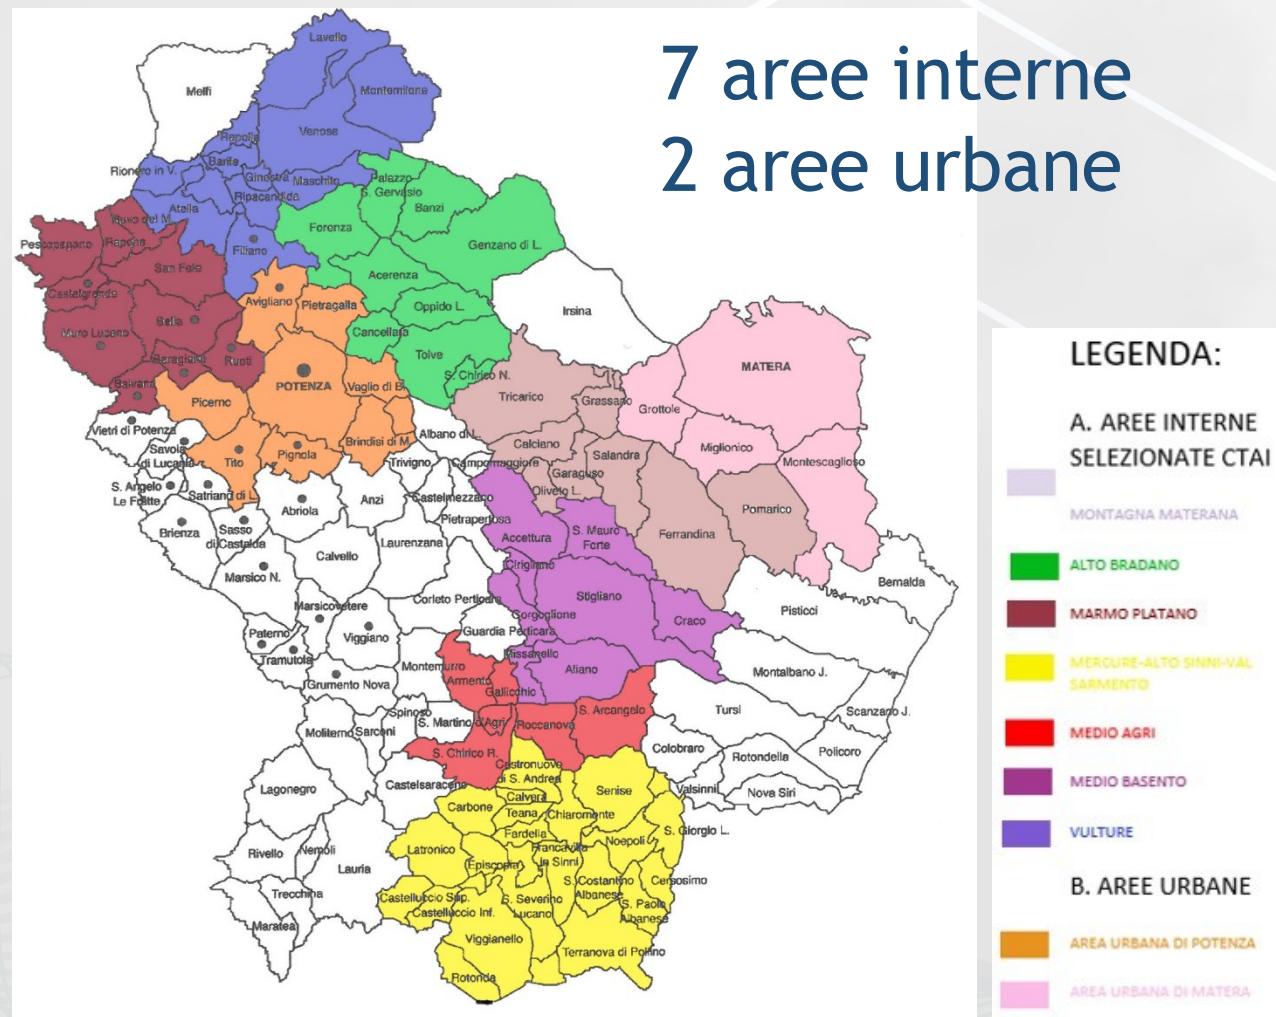 7 aree interne
2 aree urbane
Lavello
Melfi
Montemilone
Venosa
Rapolla
Barile
Rionero in V.
Ginestra
Maschito
Ripacandida
Atella
Filiano
Palazzo
S. Gervasio
Banzi
Forenza
Genzano di L.
Acerenza
Oppido L.
Cancellara
Tolve
S. Chirico N.
Irsina
Ruvo del M.
Pescopagano
Rapone
San Fele
Castelgrande
Muro Lucano
Bella
Baragiano
Ruoti
Balvano
Avigliano
Pietragalla
POTENZA
Vaglio di B.
Picerno
Tito
Pignola
Brindisi di M.
MATERA
Tricarico
Grassano
Grottole
Miglionico
Montescaglioso
Calciano
Salandra
Garaguso
Oliveto L.
Ferrandina
Pomarico
Vietri di Potenza
Savoia
di Lucania
S. Angelo
Le Fratte
Satriano di L.
Brienza
Sasso
di Castalda
Abriola
Anzi
Albano di L.
Trivigno
Campomaggiore
Castelmezzano
Pietrapertosa
Laurenzana
Calvello
Marsico N.
Accettura
S. Mauro
Forte
Cirigliano
Stigliano
Gorgoglione
Craco
Aliano
Missanello
Corleto Perticara
Guardia Perticara
Marsicovetere
Viggiano
Paterno
Tramutola
Grumento Nova
Montemurro
Armento
Gallicchio
Spinoso
S. Martino d'Agri
Roccanova
S. Arcangelo
Moliterno
Sarconi
S. Chirico R.
Castelsaraceno
Bernalda
Pisticci
Montalbano J.
Scanzano J.
Tursi
Policoro
Colobraro
Rotondella
Valsinni
Nova Siri
Castronuovo
di S. Andrea
Senise
Calvera
Carbone
Teana
Chiaromonte
S. Giorgio L.
Fardella
Noepoli
Francavilla
in Sinni
Latronico
Episcopia
S. Costantino
Albanese
Cersosimo
Castelluccio Sup.
Castelluccio Inf.
S. Severino
Lucano
S. Paolo
Albanese
Viggianello
Terranova di Pollino
Rotonda
Lagonegro
Rivello
Nemoli
Lauria
Trecchina
Maratea
LEGENDA:
A. AREE INTERNE
SELEZIONATE CTAI
MONTAGNA MATERANA
ALTO BRADANO
MARMO PLATANO
MERCURE-ALTO SINNI-VAL
SARMENTO
MEDIO AGRI
MEDIO BASENTO
VULTURE
B. AREE URBANE
AREA URBANA DI POTENZA
AREA URBANA DI MATERA